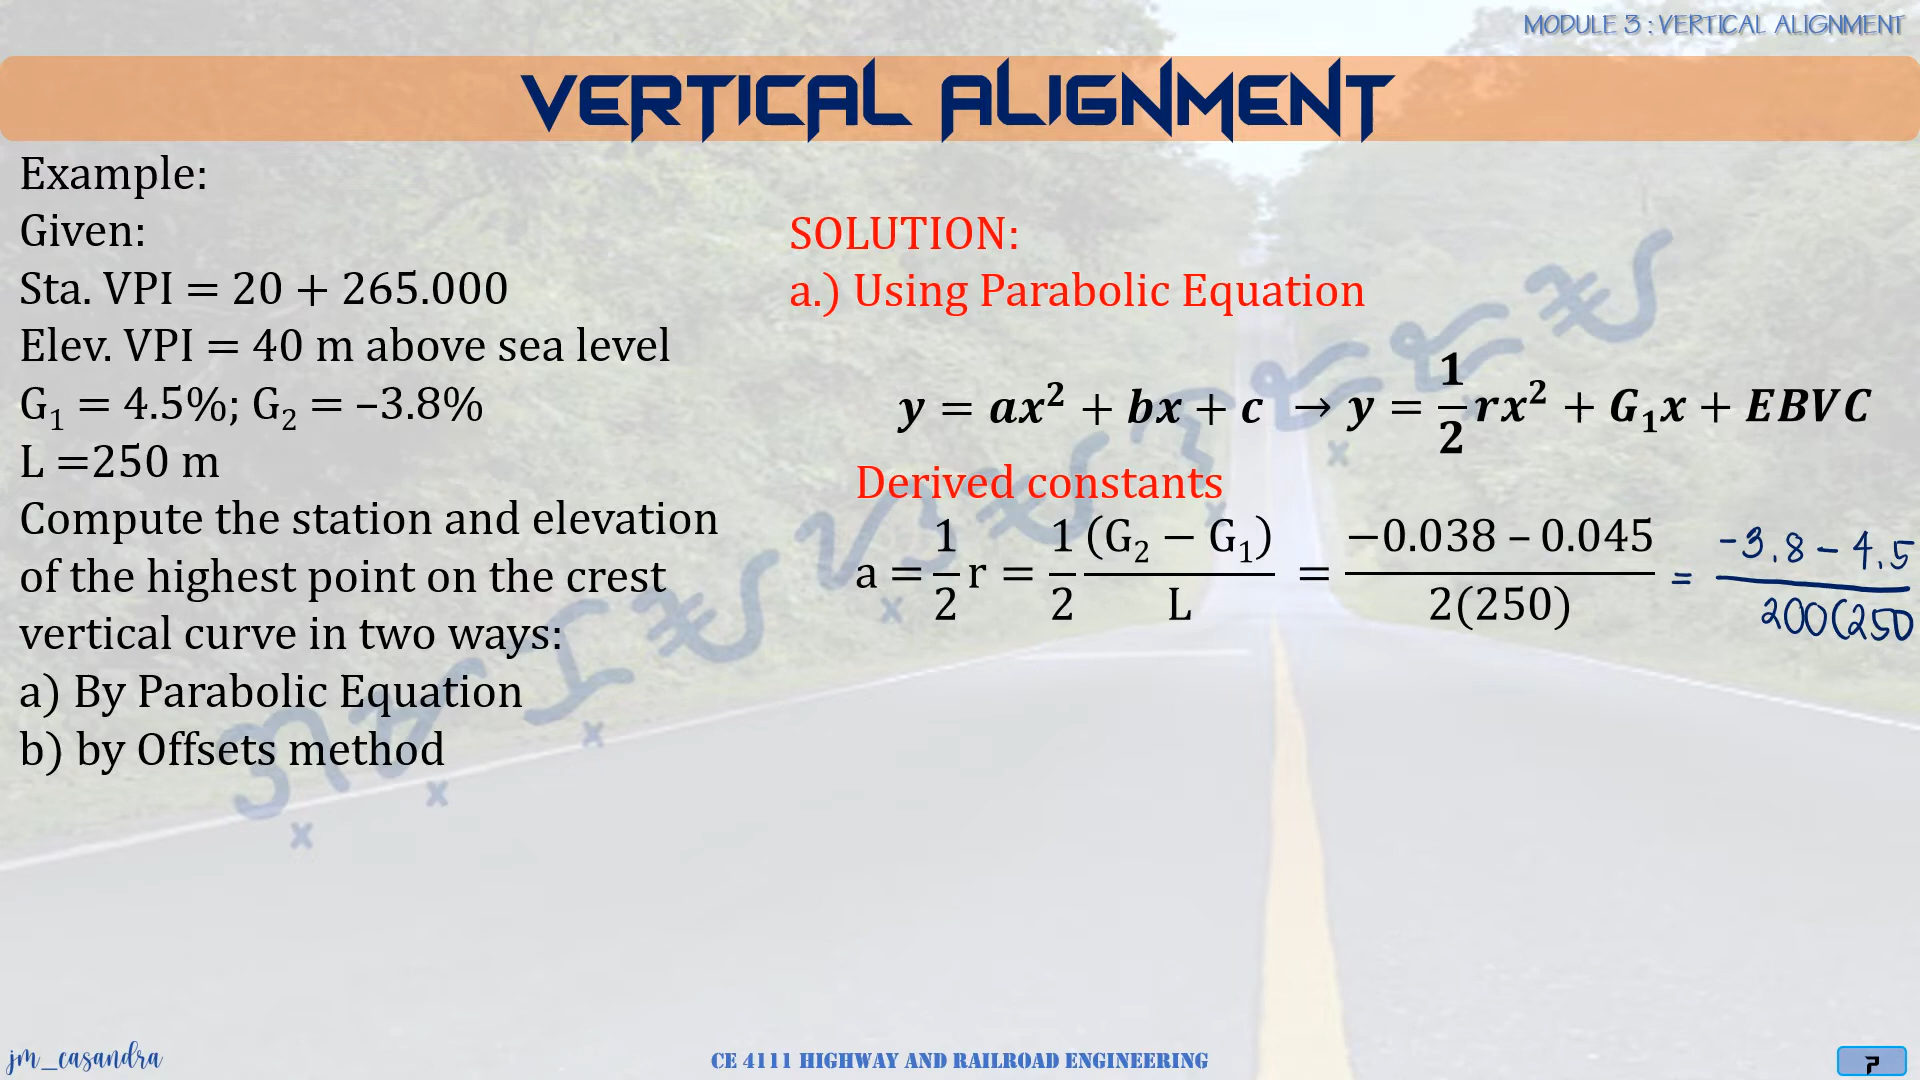 MODULE 3 : VERTICAL ALIGNMENT
VERTICAL ALIGNMENT
Example:
Given:
Sta. VPI = 20 + 265.000
Elev. VPI = 40 m above sea level
G₁ = 4.5%; G₂ = –3.8%
L =250 m
Compute the station and elevation
of the highest point on the crest
vertical curve in two ways:
a) By Parabolic Equation
b) by Offsets method
SOLUTION:
a.) Using Parabolic Equation
y = ax² + bx + c → y = 1/2 rx² + G₁x + EBVC
Derived constants
a = 1/2 r = 1/2 (G₂ − G₁)/L = −0.038 – 0.045/2(250) = -3.8 - 4.5/200(250
jm_casandra
CE 4111 HIGHWAY AND RAILROAD ENGINEERING